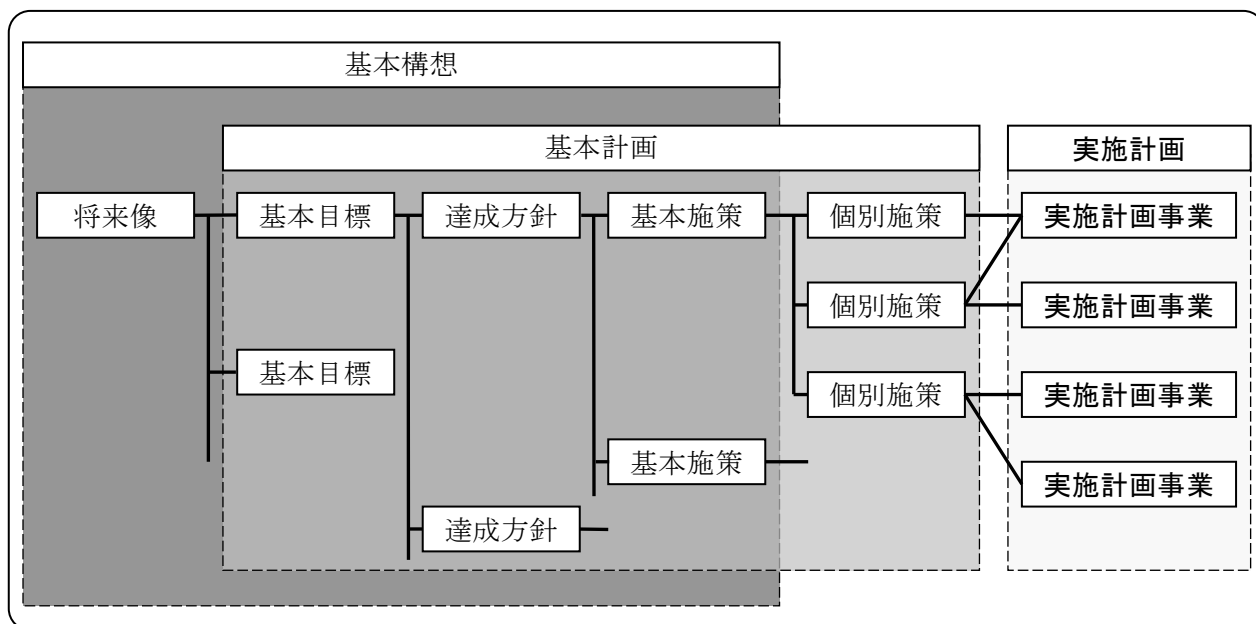 基本構想
基本計画
実施計画
将来像
基本目標
達成方針
基本施策
個別施策
実施計画事業
個別施策
実施計画事業
基本目標
個別施策
実施計画事業
基本施策
実施計画事業
達成方針